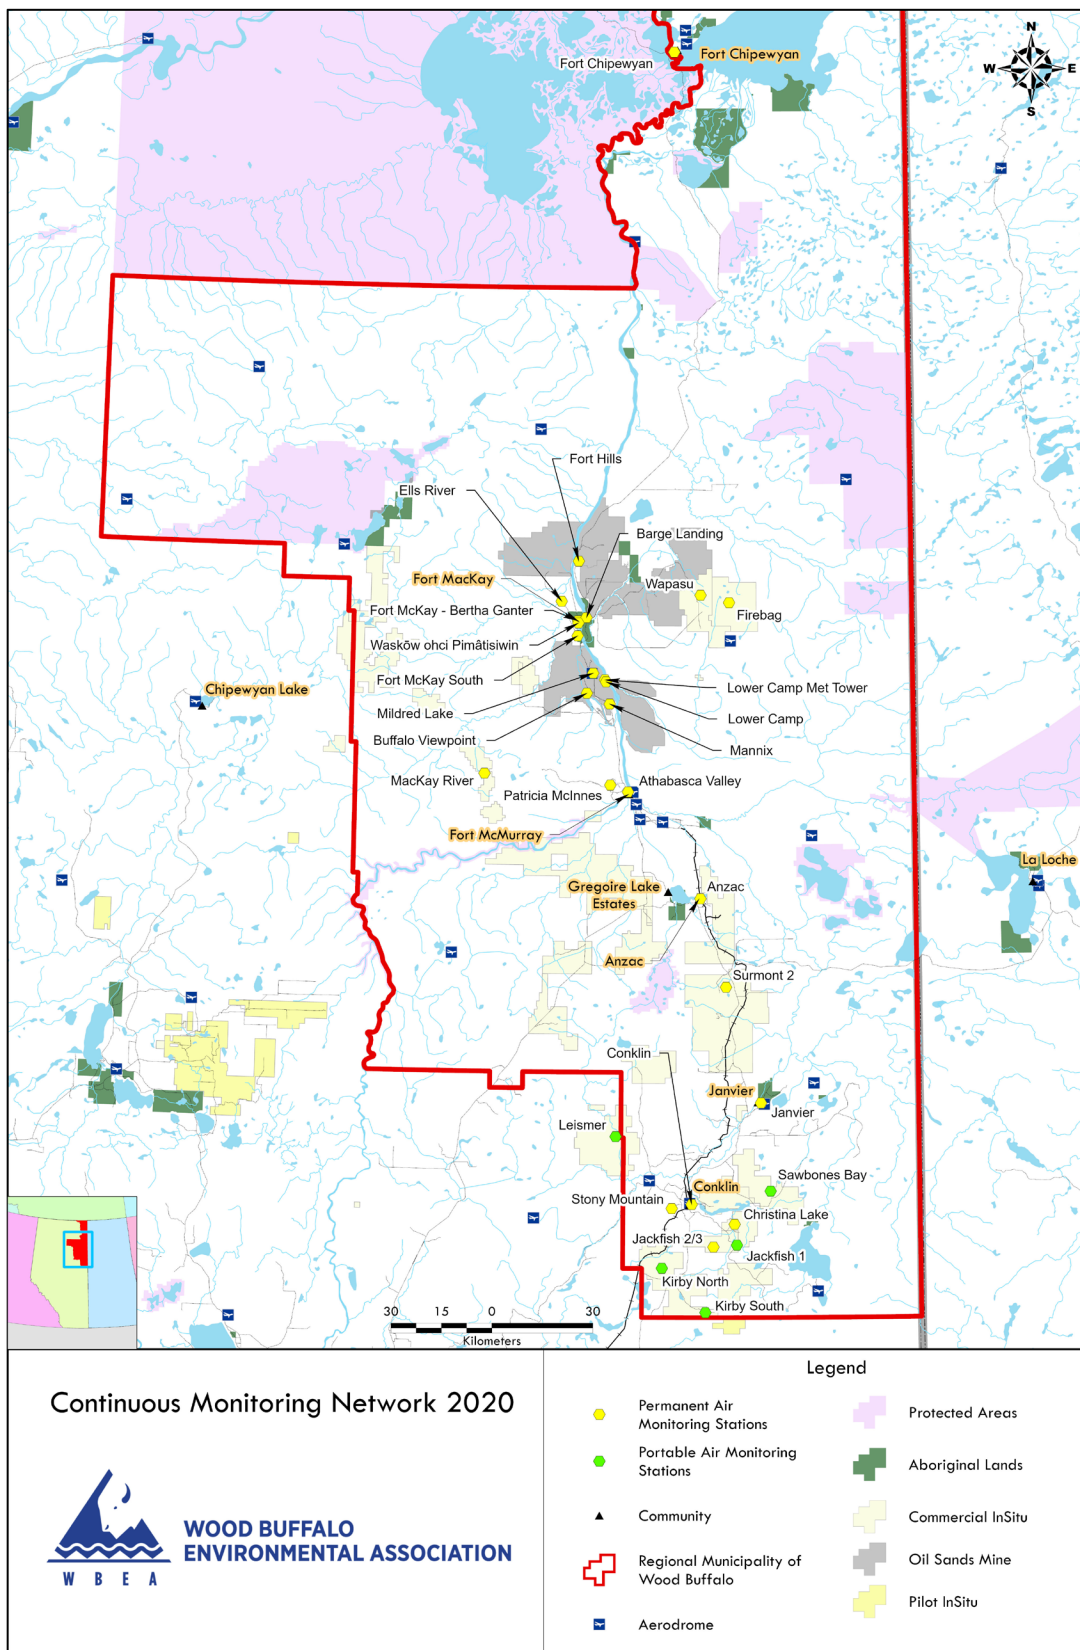 Fort Chipewyan
Fort Chipewyan
N
W
E
S
Fort Hills
Ells River
Barge Landing
Fort MacKay
Wapasu
Fort McKay - Bertha Ganter
Firebag
Waskōw ohci Pimâtisiwin
Fort McKay South
Chipewyan Lake
Lower Camp Met Tower
Mildred Lake
Lower Camp
Buffalo Viewpoint
Mannix
MacKay River
Athabasca Valley
Patricia McInnes
Fort McMurray
La Loche
Gregoire Lake
Estates
Anzac
Anzac
Surmont 2
Conklin
Janvier
Janvier
Leismer
Sawbones Bay
Conklin
Stony Mountain
Christina Lake
Jackfish 2/3
Jackfish 1
Kirby North
Kirby South
30 15 0 30
Kilometers
Continuous Monitoring Network 2020
WOOD BUFFALO
ENVIRONMENTAL ASSOCIATION
W B E A
Legend
Permanent Air
Monitoring Stations
Portable Air Monitoring
Stations
Community
Regional Municipality of
Wood Buffalo
Aerodrome
Protected Areas
Aboriginal Lands
Commercial InSitu
Oil Sands Mine
Pilot InSitu